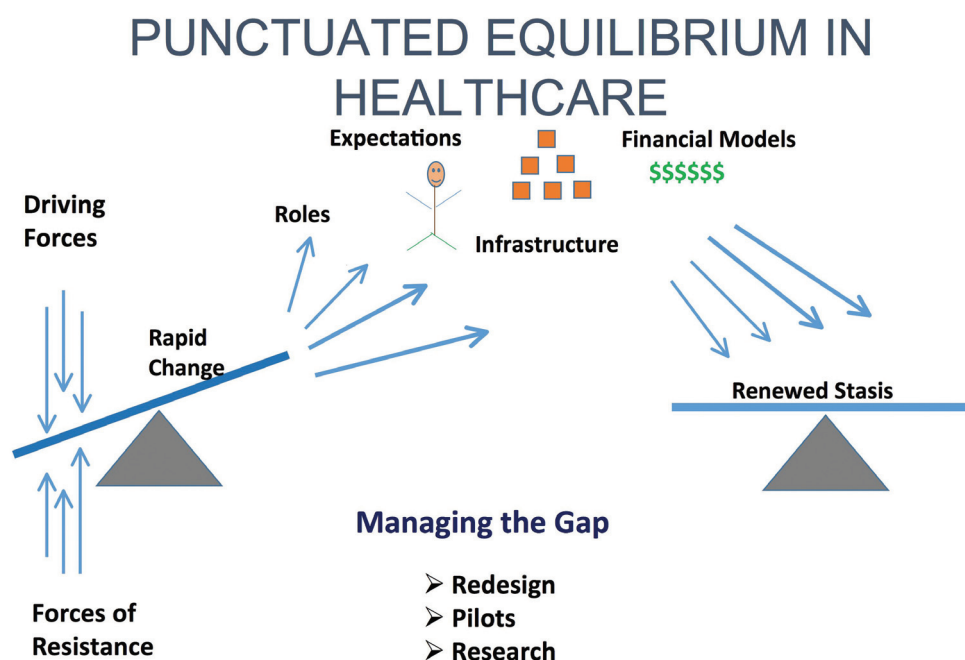 PUNCTUATED EQUILIBRIUM IN
HEALTHCARE
Expectations
Financial Models
$$$$$$
Driving
Forces
Roles
Infrastructure
Rapid
Change
Renewed Stasis
Managing the Gap
➢ Redesign
➢ Pilots
➢ Research
Forces of
Resistance